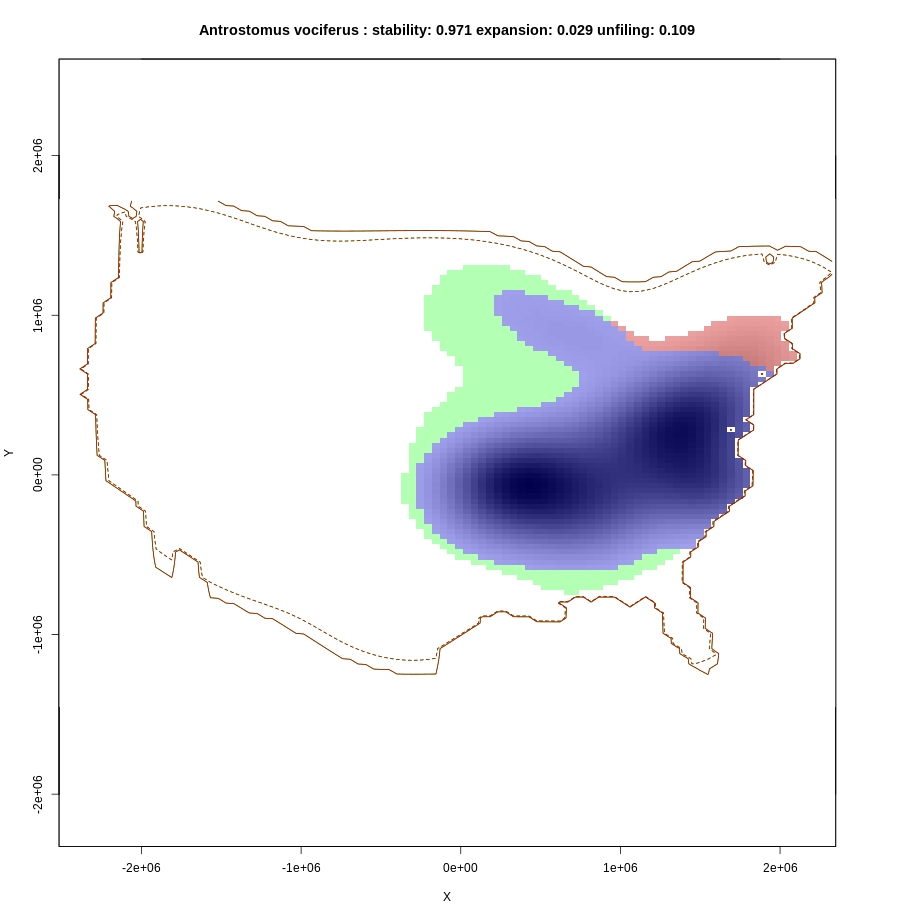 Antrostomus vociferus : stability: 0.971 expansion: 0.029 unfiling: 0.109
2e+06
1e+06
Y
0e+00
-1e+06
-2e+06
-2e+06 -1e+06 0e+00 1e+06 2e+06
X